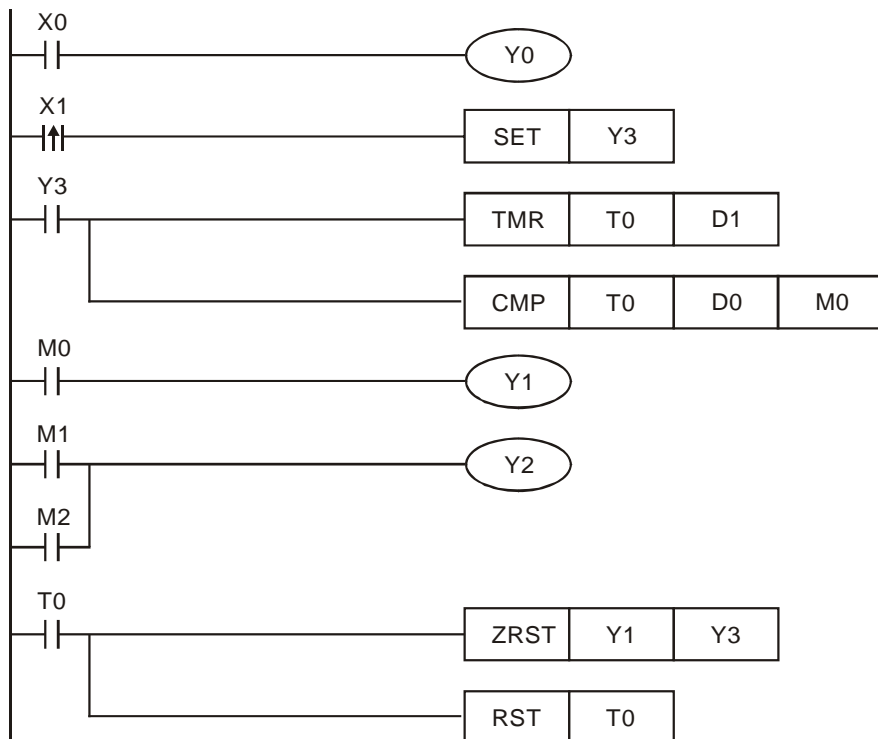 X0
Y0
X1
SET Y3
Y3
TMR T0 D1
CMP T0 D0 M0
M0
Y1
M1
Y2
M2
T0
ZRST Y1 Y3
RST T0